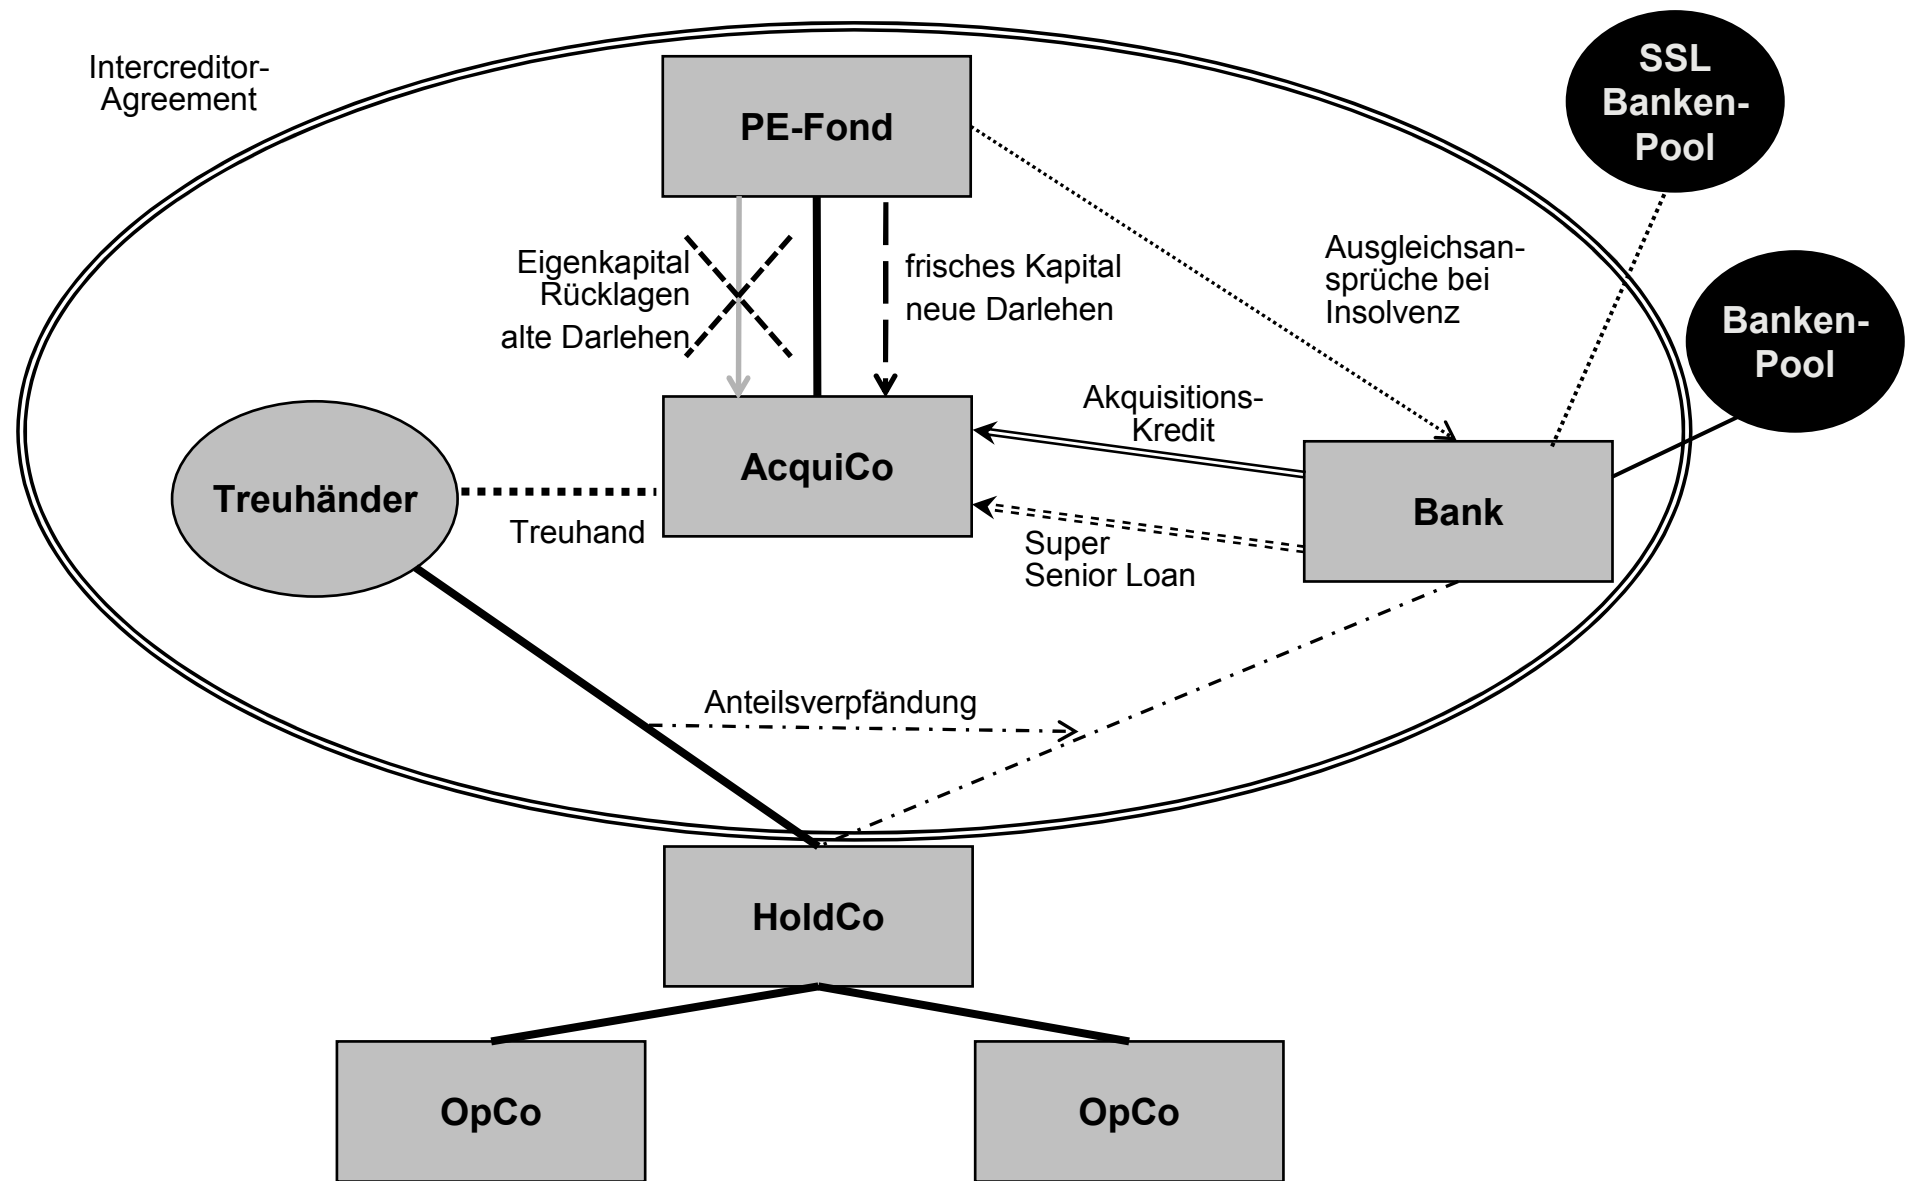 Intercreditor-
Agreement
PE-Fond
SSL
Banken-
Pool
Eigenkapital
Rücklagen
alte Darlehen
frisches Kapital
neue Darlehen
Ausgleichsan-
sprüche bei
Insolvenz
Banken-
Pool
Treuhänder
Treuhand
AcquiCo
Akquisitions-
Kredit
Super
Senior Loan
Bank
Anteilsverpfändung
HoldCo
OpCo
OpCo